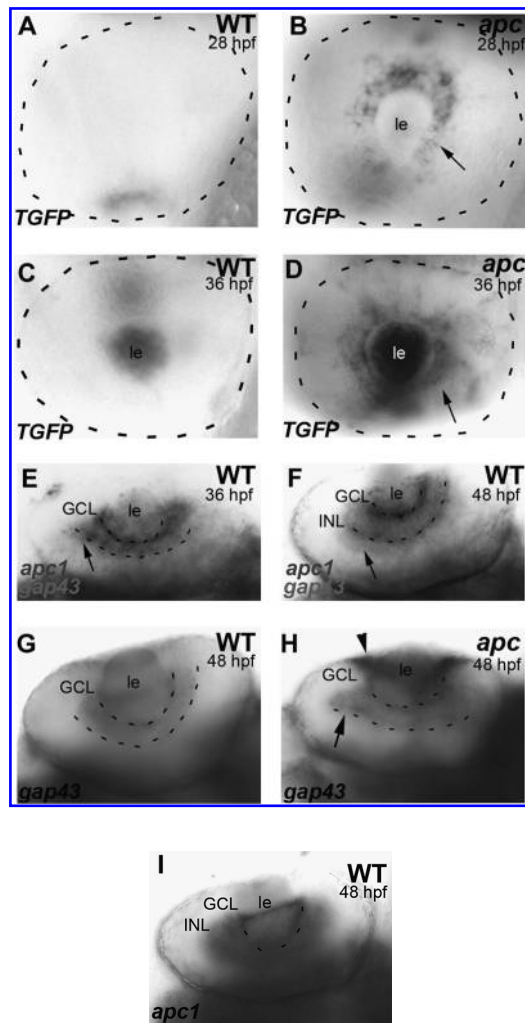 A WT
28 hpf
TGFP
B apc
28 hpf
le
TGFP
C WT
36 hpf
le
TGFP
D apc
36 hpf
le
TGFP
E WT
36 hpf
GCL le
apc1
gap43
F WT
48 hpf
GCL le
INL
apc1
gap43
G WT
48 hpf
GCL le
gap43
H apc
48 hpf
GCL le
gap43
I WT
48 hpf
GCL le
INL
apc1